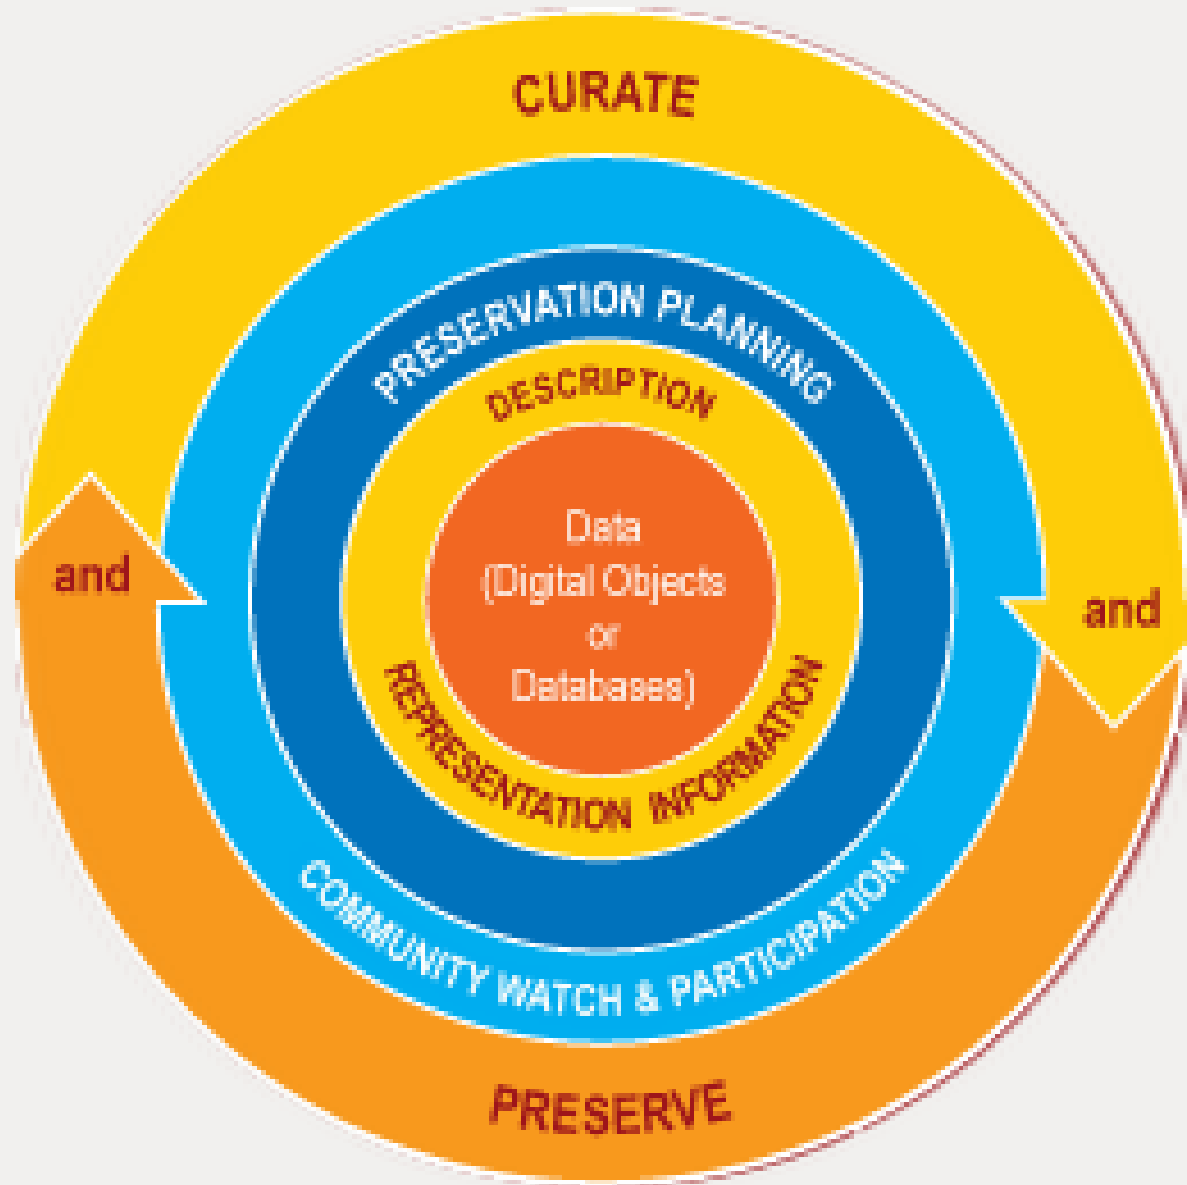 CURATE
PRESERVATION PLANNING
DESCRIPTION
Data
(Digital Objects
or
Databases)
and
and
REPRESENTATION INFORMATION
COMMUNITY WATCH & PARTICIPATION
PRESERVE